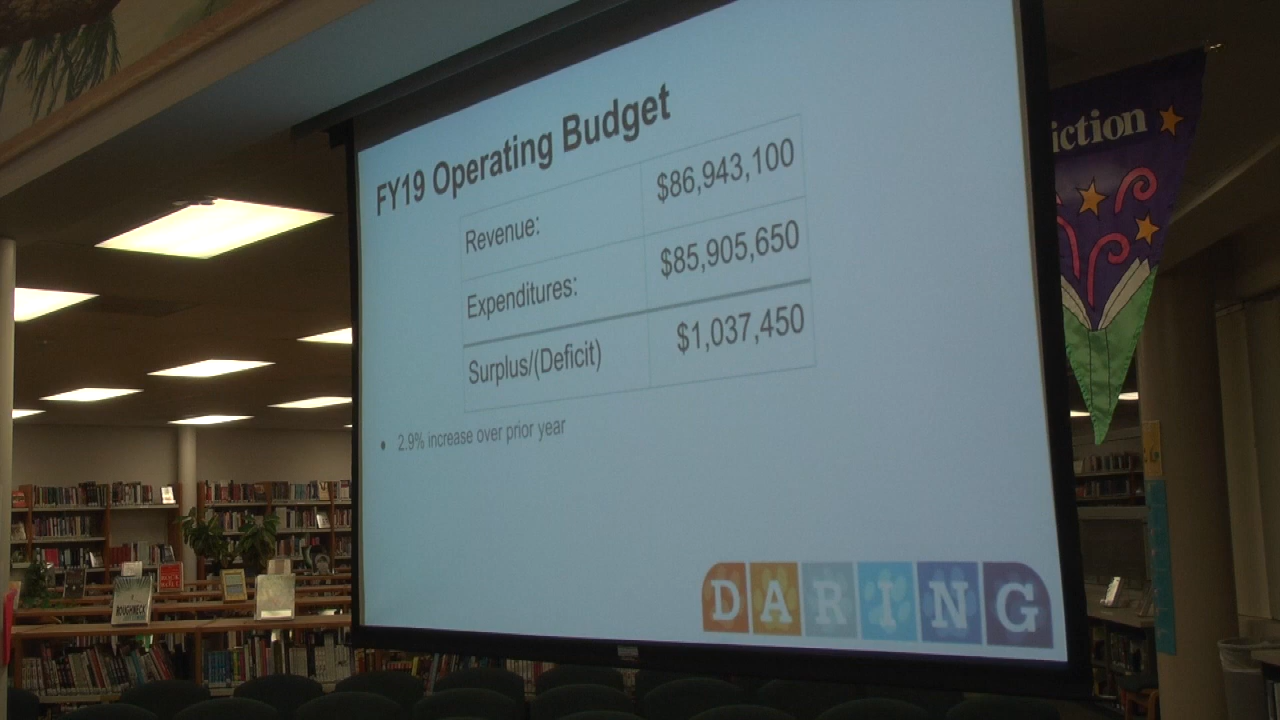 FY19 Operating Budget
Revenue: $86,943,100
Expenditures: $85,905,650
Surplus/(Deficit) $1,037,450
• 2.9% increase over prior year
DARING
iction
ROUGHNECK